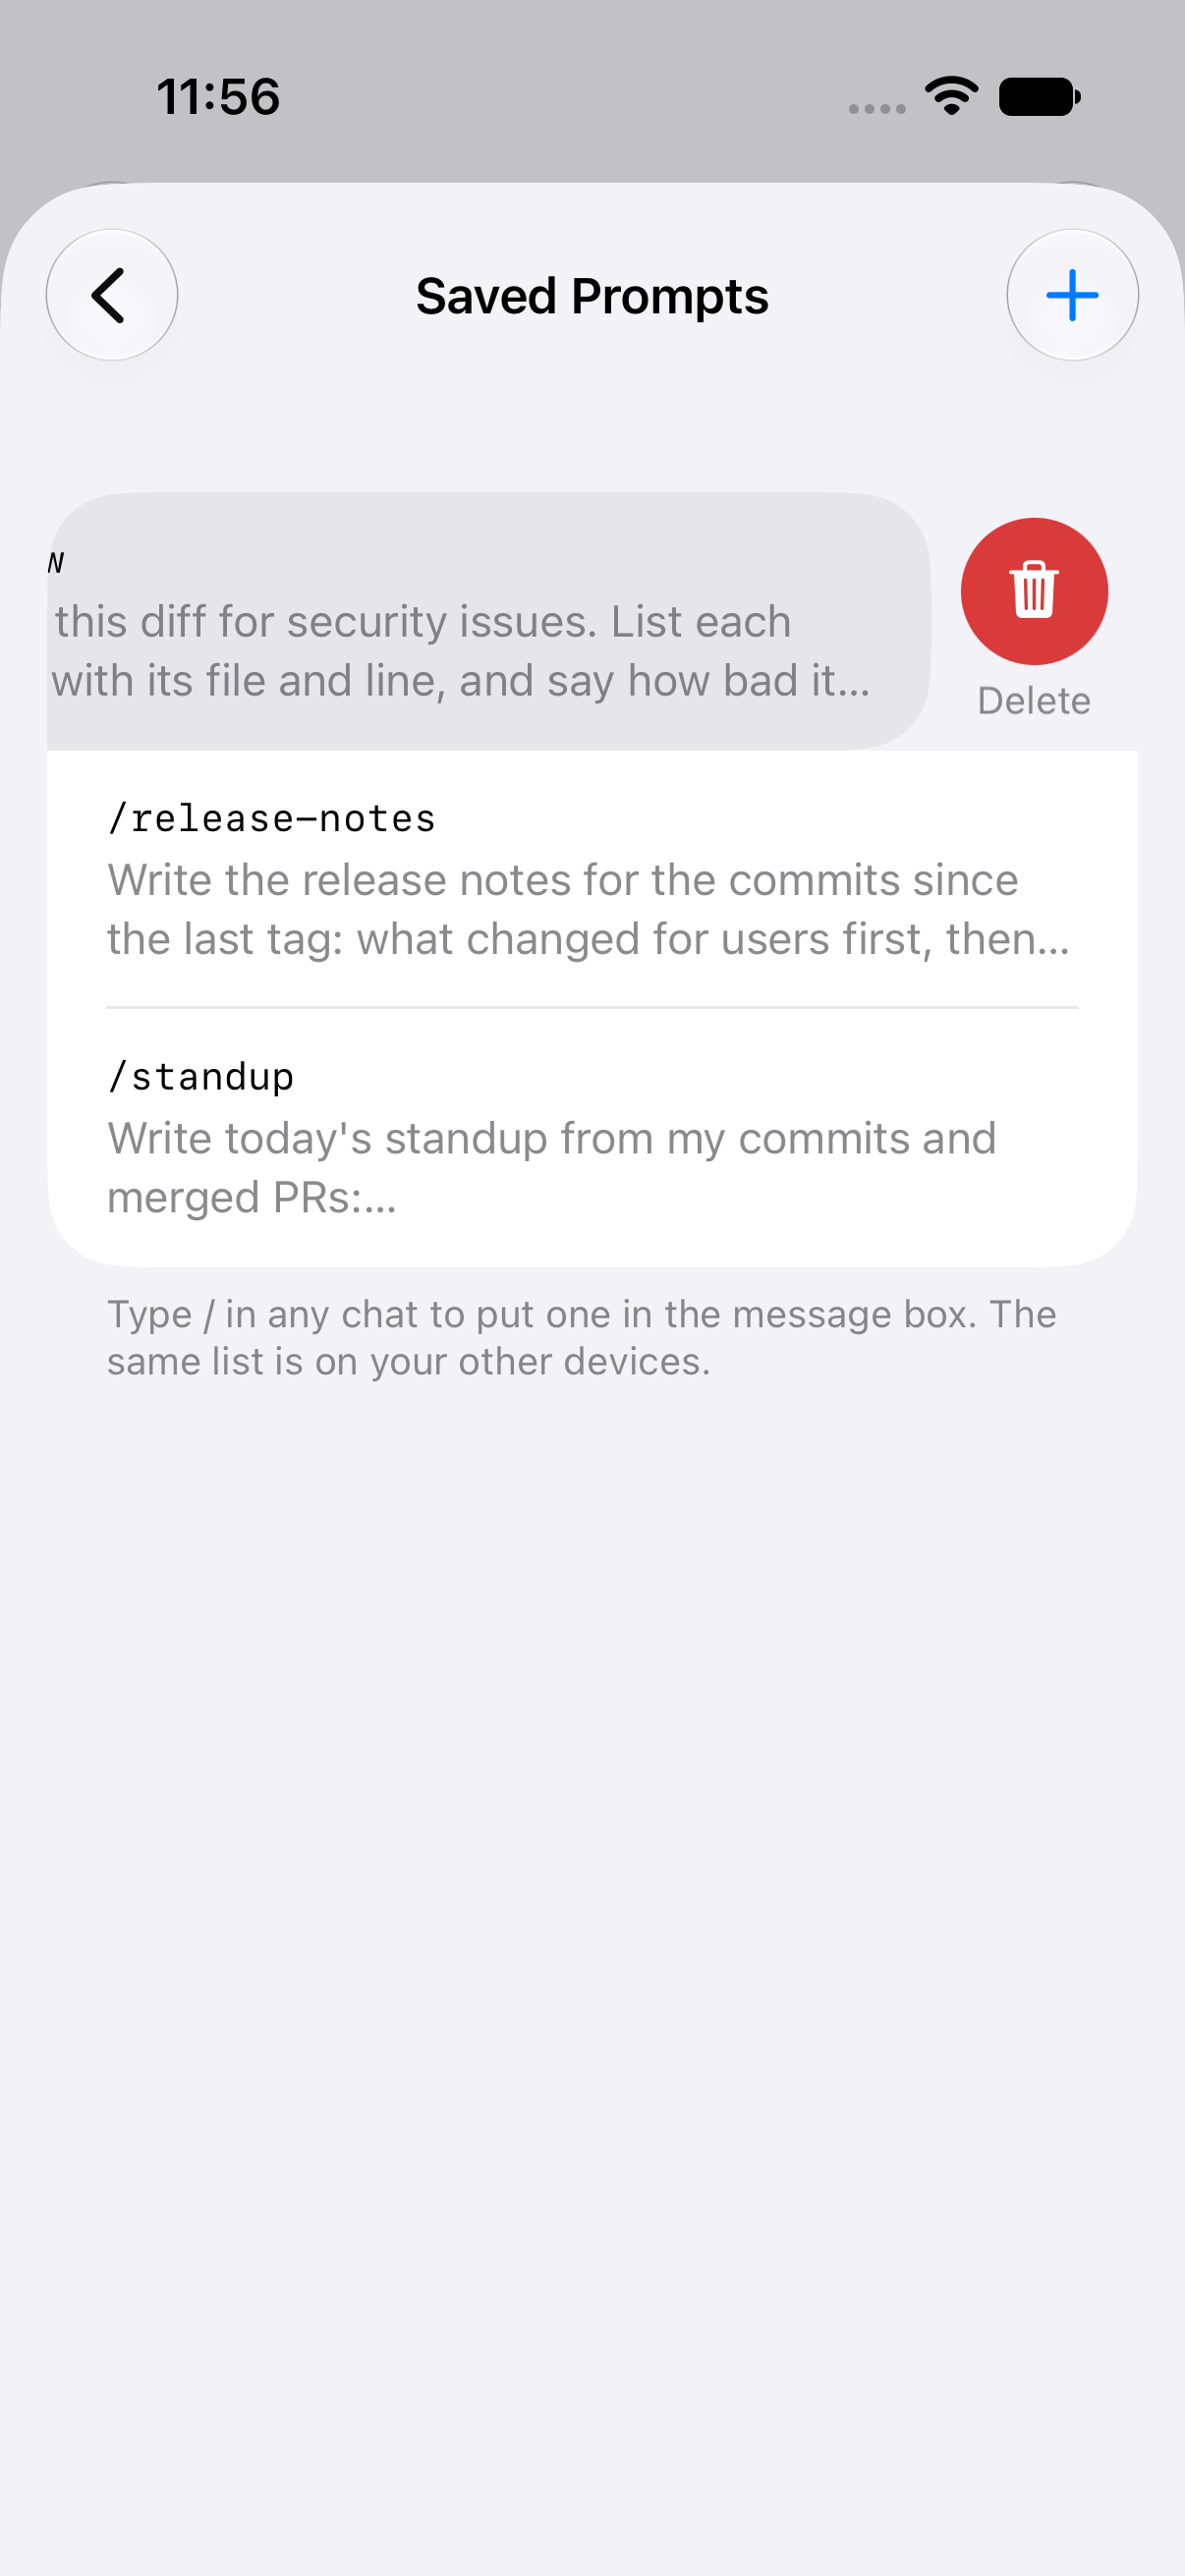 11:56
Saved Prompts
w
this diff for security issues. List each
with its file and line, and say how bad it...
Delete
/release-notes
Write the release notes for the commits since
the last tag: what changed for users first, then...
/standup
Write today's standup from my commits and
merged PRs:...
Type / in any chat to put one in the message box. The
same list is on your other devices.